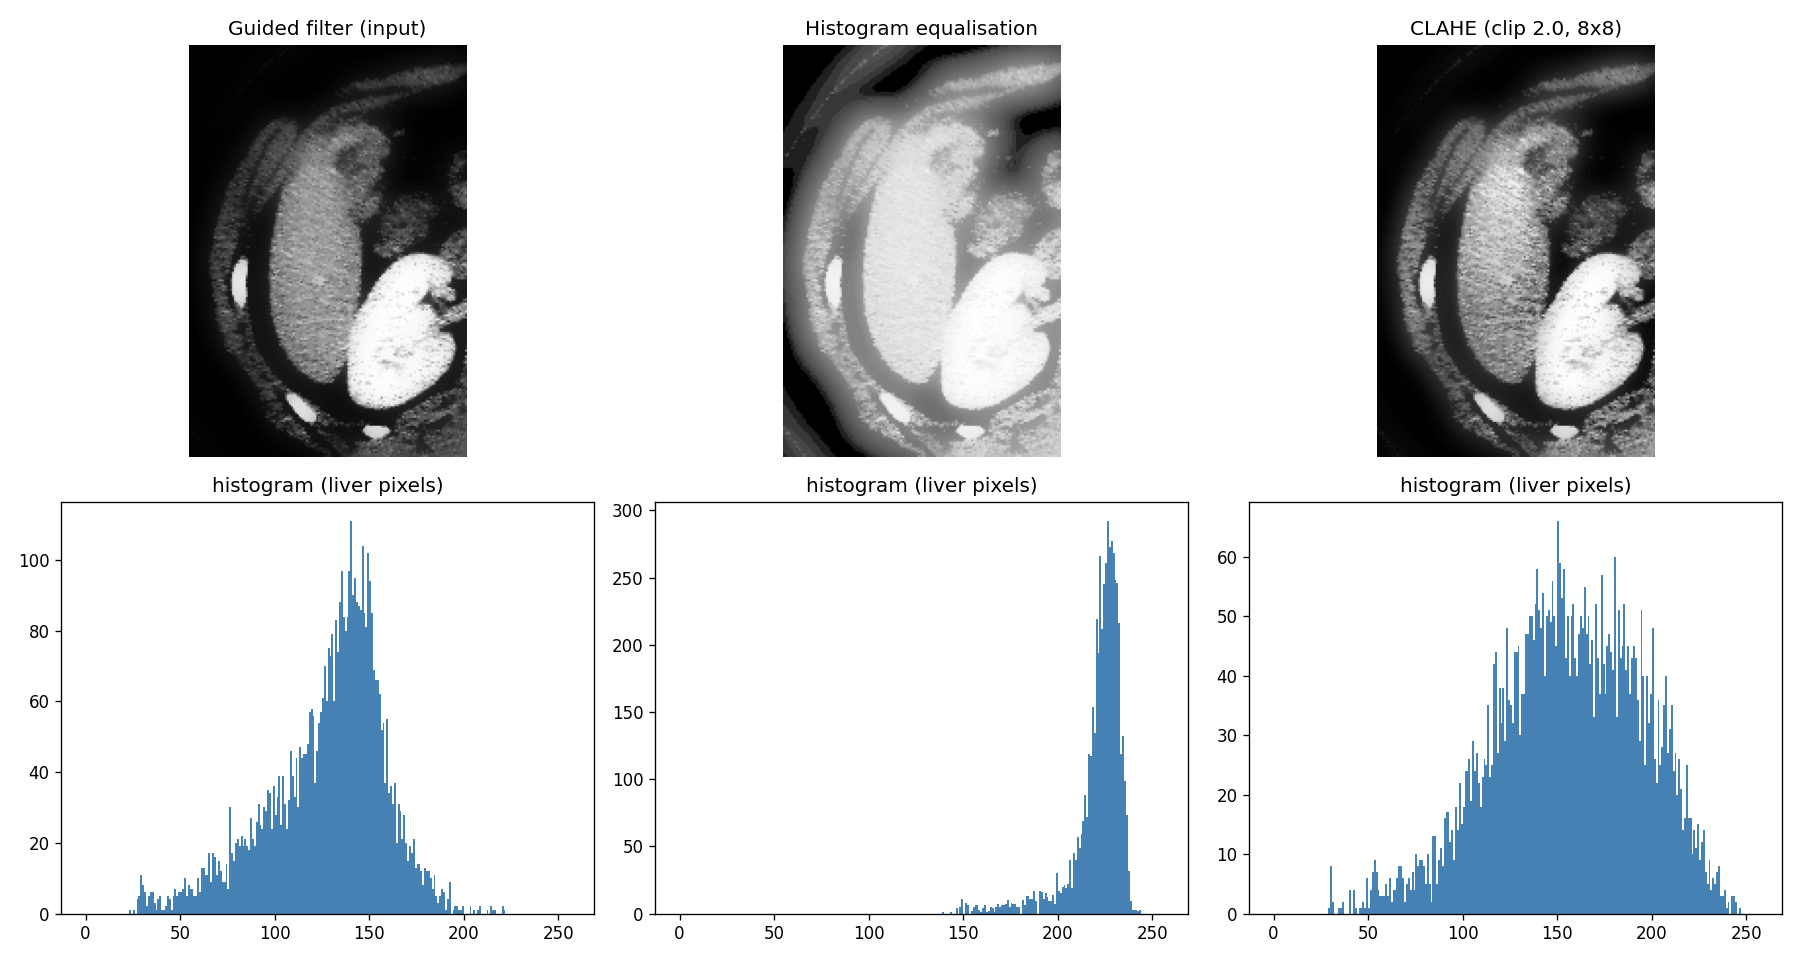 Guided filter (input)
Histogram equalisation
CLAHE (clip 2.0, 8x8)
histogram (liver pixels)
histogram (liver pixels)
histogram (liver pixels)
100
80
60
40
20
0
0 50 100 150 200 250
300
250
200
150
100
50
0
0 50 100 150 200 250
60
50
40
30
20
10
0
0 50 100 150 200 250